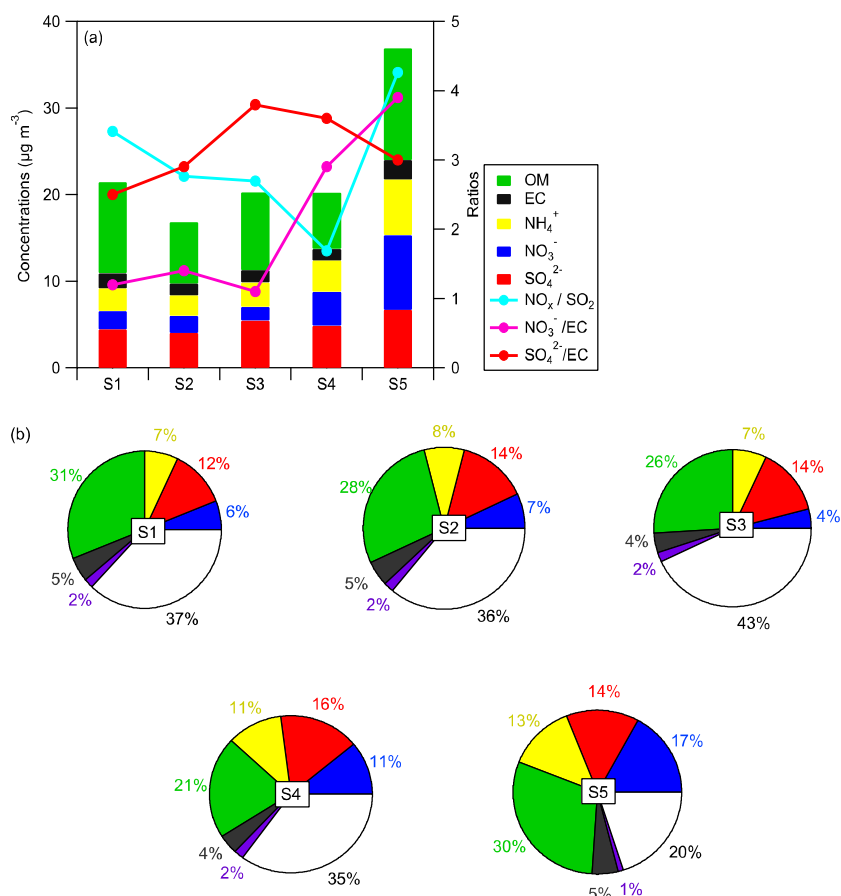 (a)
40
30
20
10
0
Concentrations (μg m⁻³)
5
4
3
2
1
0
Ratios
S1 S2 S3 S4 S5
OM
EC
NH₄⁺
NO₃⁻
SO₄²⁻
NOₓ / SO₂
NO₃⁻/EC
SO₄²⁻/EC
(b)
7%
12%
6%
31%
5%
2%
37%
S1
8%
14%
7%
28%
5%
2%
36%
S2
7%
14%
4%
26%
4%
2%
43%
S3
11%
16%
11%
21%
4%
2%
35%
S4
13%
14%
17%
30%
5%
1%
20%
S5